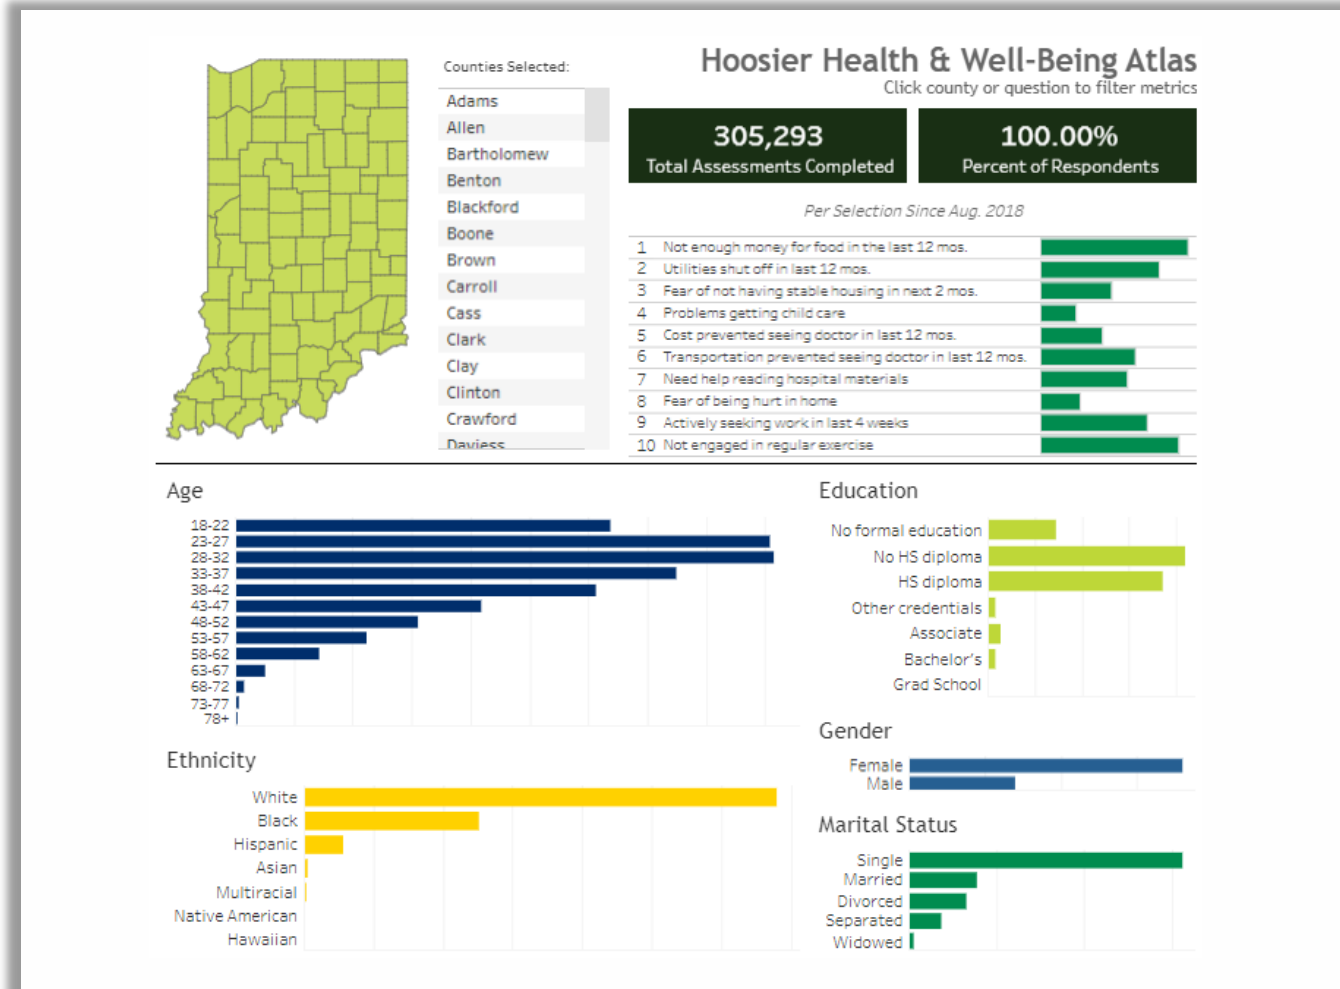 Hoosier Health & Well-Being Atlas
Click county or question to filter metrics
Counties Selected:
Adams
Allen
Bartholomew
Benton
Blackford
Boone
Brown
Carroll
Cass
Clark
Clay
Clinton
Crawford
Daviess
305,293
Total Assessments Completed
100.00%
Percent of Respondents
Per Selection Since Aug. 2018
1 Not enough money for food in the last 12 mos.
2 Utilities shut off in last 12 mos.
3 Fear of not having stable housing in next 2 mos.
4 Problems getting child care
5 Cost prevented seeing doctor in last 12 mos.
6 Transportation prevented seeing doctor in last 12 mos.
7 Need help reading hospital materials
8 Fear of being hurt in home
9 Actively seeking work in last 4 weeks
10 Not engaged in regular exercise
Age
18-22
23-27
28-32
33-37
38-42
43-47
48-52
53-57
58-62
63-67
68-72
73-77
78+
Ethnicity
White
Black
Hispanic
Asian
Multiracial
Native American
Hawaiian
Education
No formal education
No HS diploma
HS diploma
Other credentials
Associate
Bachelor's
Grad School
Gender
Female
Male
Marital Status
Single
Married
Divorced
Separated
Widowed